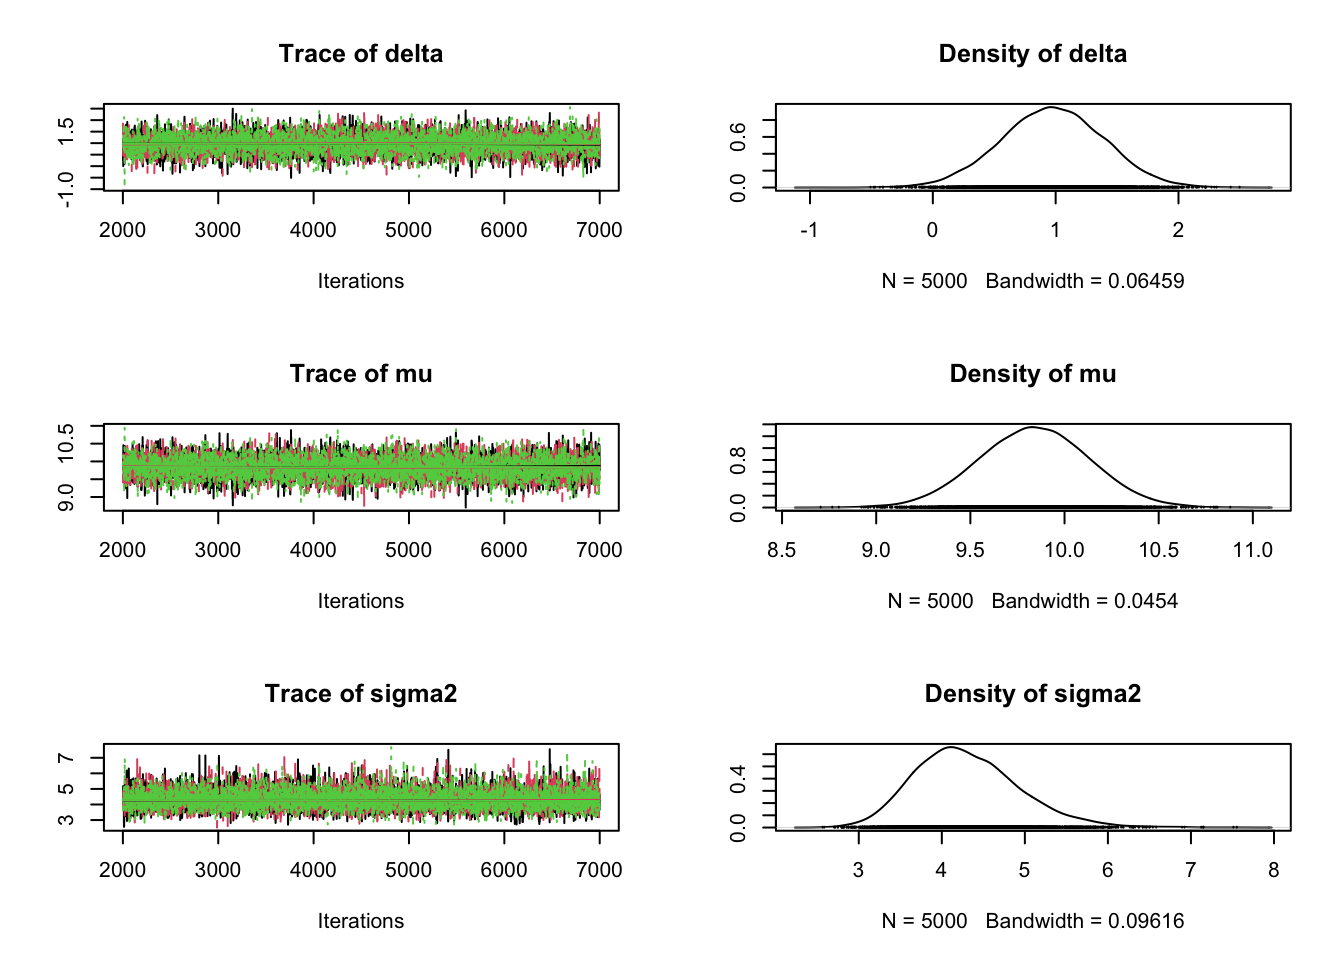 Trace of delta
1.5
-1.0
2000 3000 4000 5000 6000 7000
Iterations
Density of delta
0.6
0.0
-1 0 1 2
N = 5000 Bandwidth = 0.06459
Trace of mu
10.5
9.0
2000 3000 4000 5000 6000 7000
Iterations
Density of mu
0.8
0.0
8.5 9.0 9.5 10.0 10.5 11.0
N = 5000 Bandwidth = 0.0454
Trace of sigma2
7
5
3
2000 3000 4000 5000 6000 7000
Iterations
Density of sigma2
0.4
0.0
3 4 5 6 7 8
N = 5000 Bandwidth = 0.09616